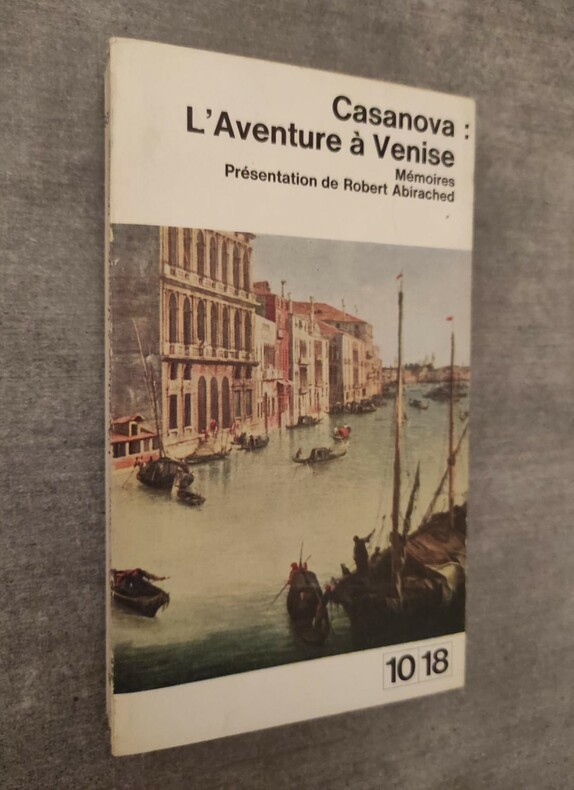 Casanova :
L'Aventure à Venise
Mémoires
Présentation de Robert Abirached
10 18